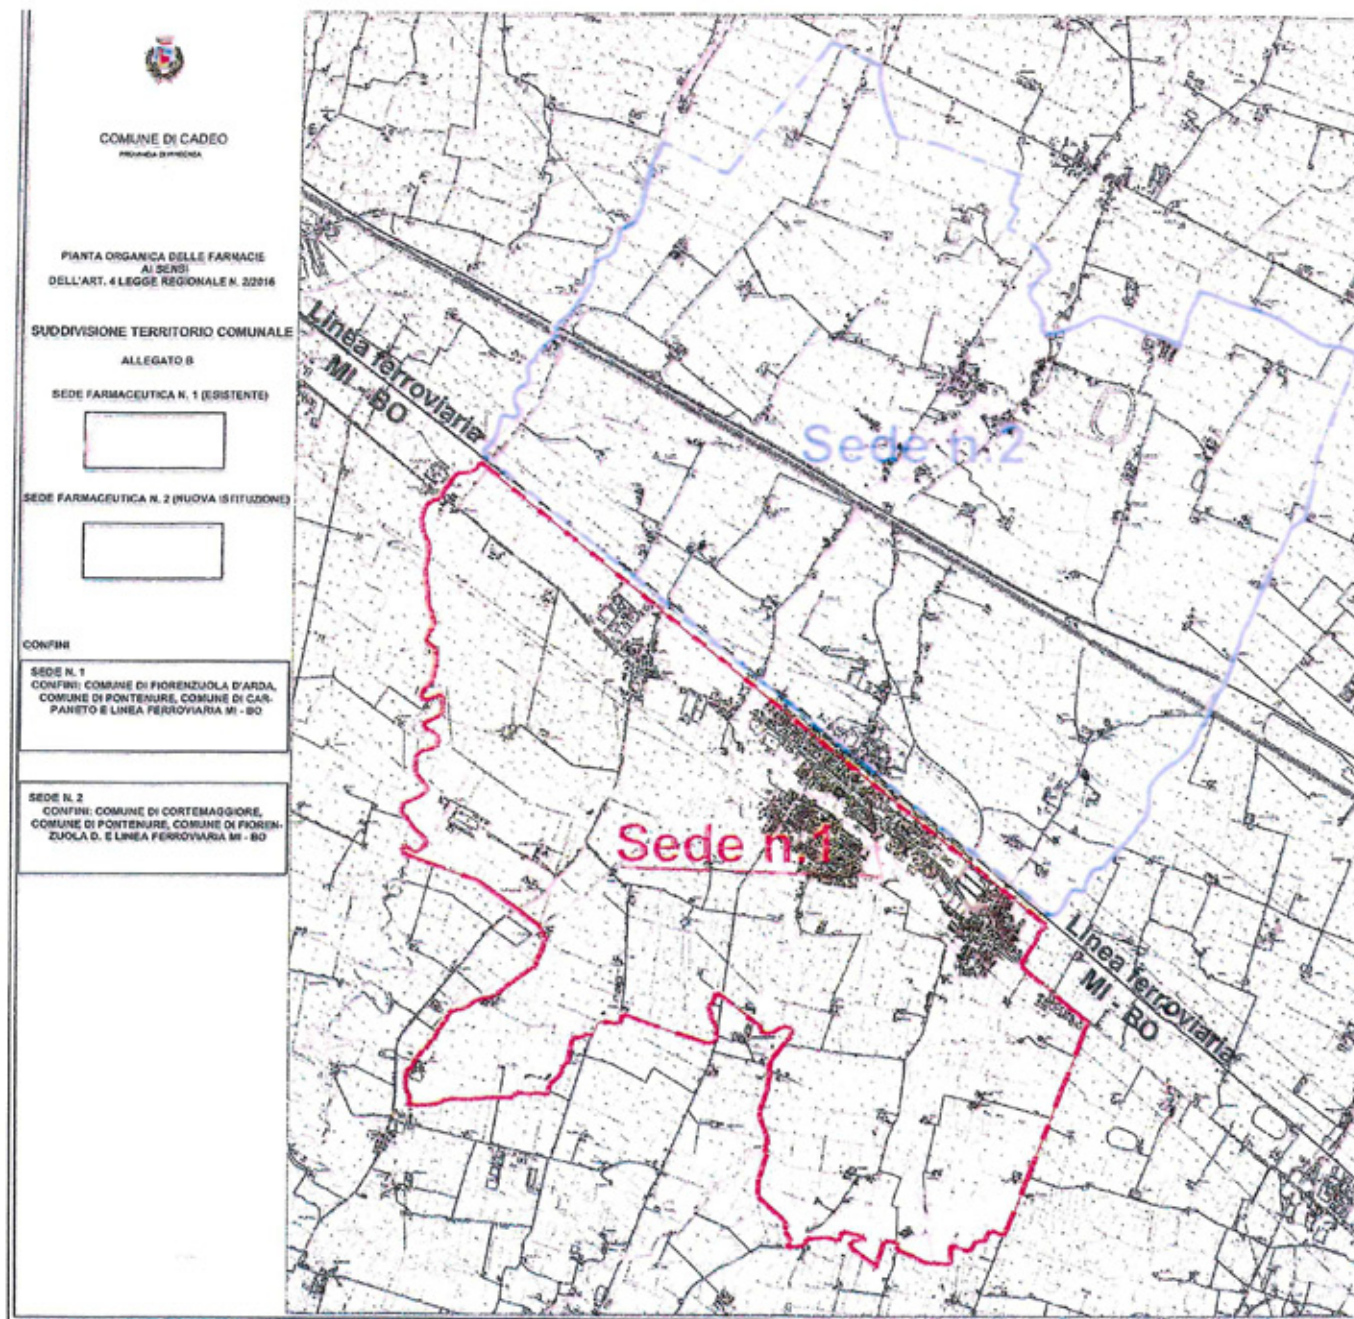 COMUNE DI CADEO
PROVINCIA DI PIACENZA
PIANTA ORGANICA DELLE FARMACIE
AI SENSI
DELL'ART. 4 LEGGE REGIONALE N. 2/2016
SUDDIVISIONE TERRITORIO COMUNALE
ALLEGATO B
SEDE FARMACEUTICA N. 1 (ESISTENTE)
SEDE FARMACEUTICA N. 2 (NUOVA ISTITUZIONE)
CONFINI
SEDE N. 1
CONFINI: COMUNE DI FIORENZUOLA D'ARDA,
COMUNE DI PONTENURE, COMUNE DI CAR-
PANETO E LINEA FERROVIARIA MI - BO
SEDE N. 2
CONFINI: COMUNE DI CORTEMAGGIORE,
COMUNE DI PONTENURE, COMUNE DI FIOREN-
ZUOLA D. E LINEA FERROVIARIA MI - BO
Linea ferroviaria
MI - BO
Sede n.2
Sede n.1
Linea ferroviaria
MI - BO